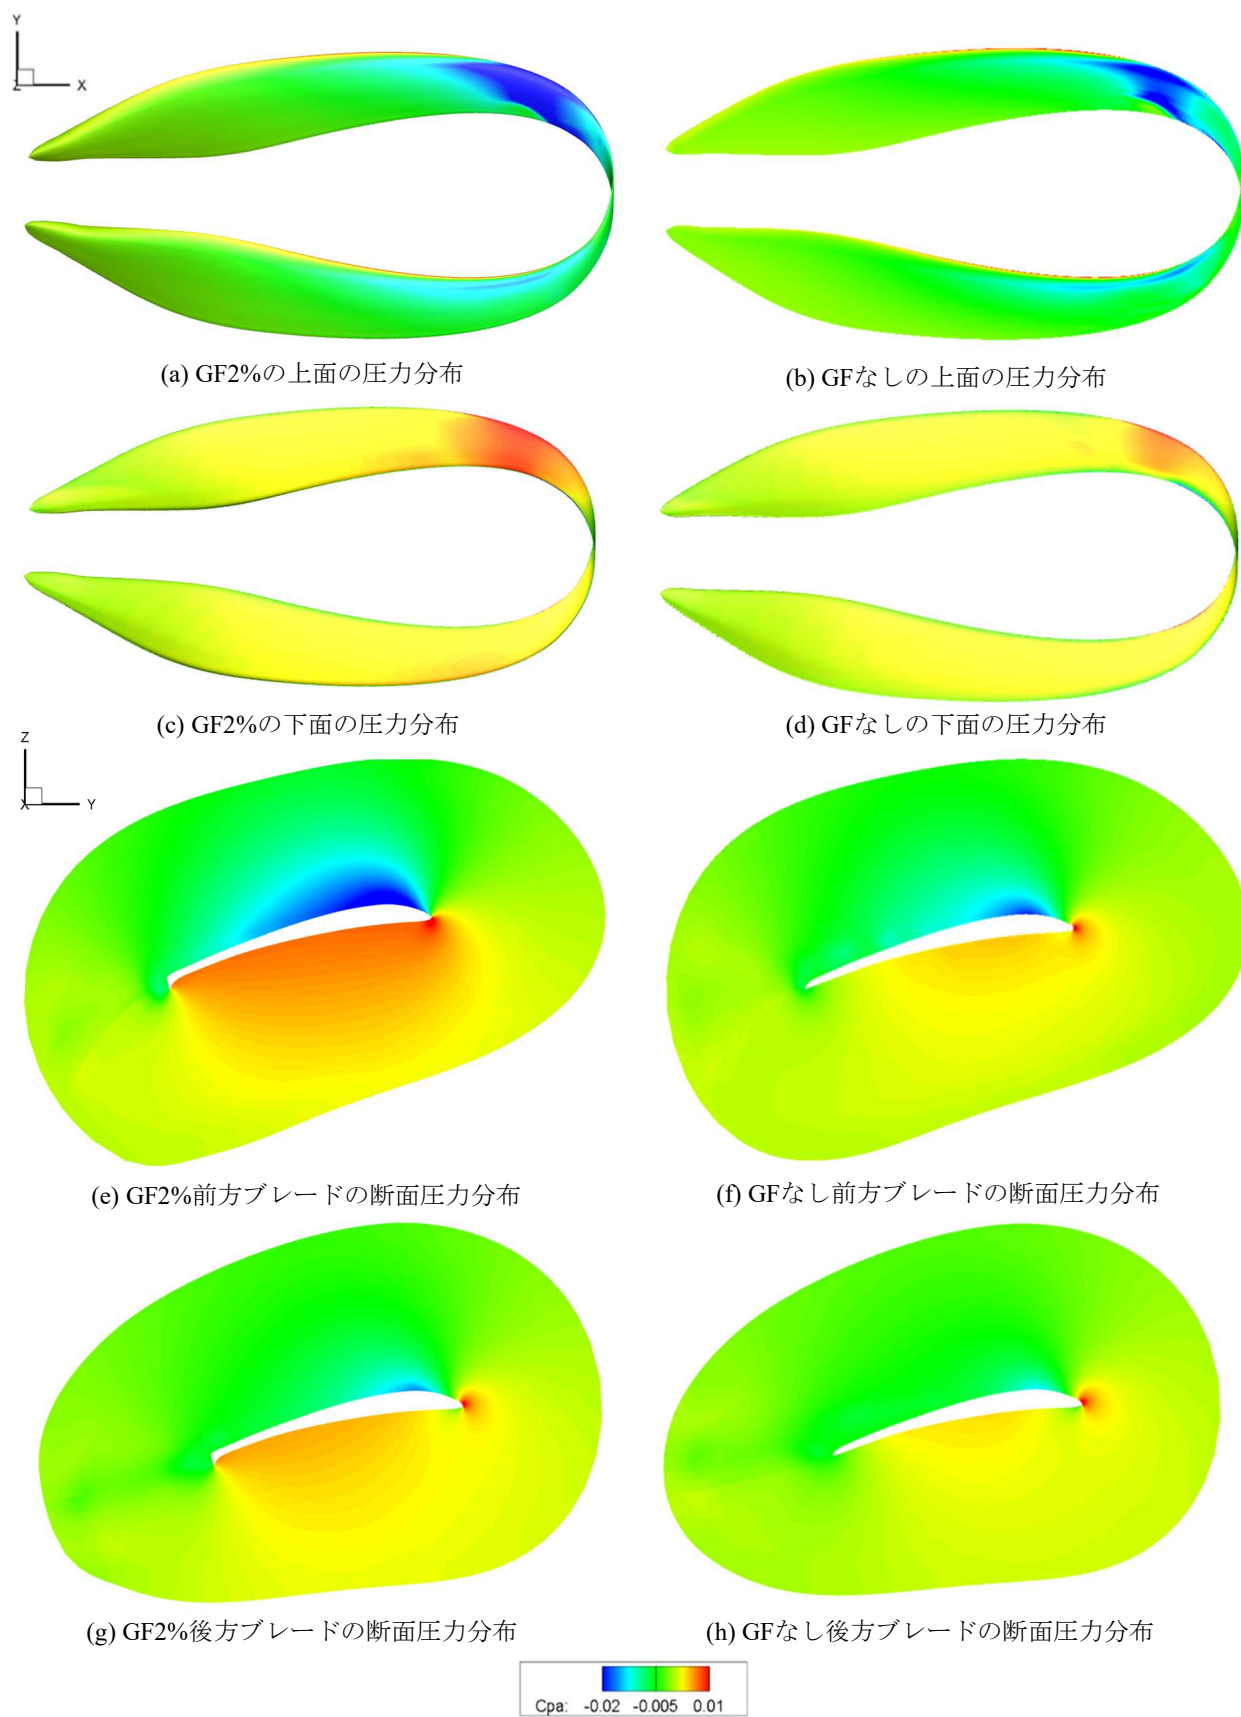 Y
Z X
(a) GF2%の上面の圧力分布
(b) GFなしの上面の圧力分布
(c) GF2%の下面の圧力分布
(d) GFなしの下面の圧力分布
Z
X Y
(e) GF2%前方ブレードの断面圧力分布
(f) GFなし前方ブレードの断面圧力分布
(g) GF2%後方ブレードの断面圧力分布
(h) GFなし後方ブレードの断面圧力分布
Cpa: -0.02 -0.005 0.01